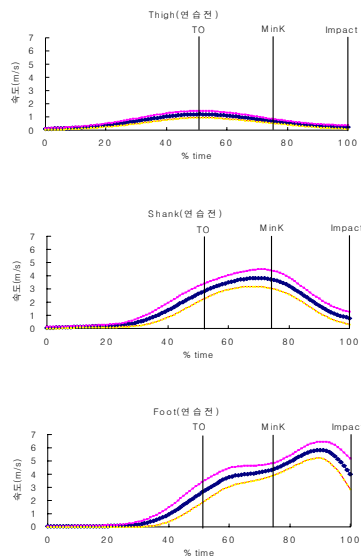 Thigh(연습전)
TO MinK Impact
7
6
5
4
3
2
1
0
속도(m/s)
0 20 40 60 80 100
% time
Shank(연습전)
TO MinK Impact
7
6
5
4
3
2
1
0
속도(m/s)
0 20 40 60 80 100
% time
Foot(연습전)
TO MinK Impact
7
6
5
4
3
2
1
0
속도(m/s)
0 20 40 60 80 100
% time